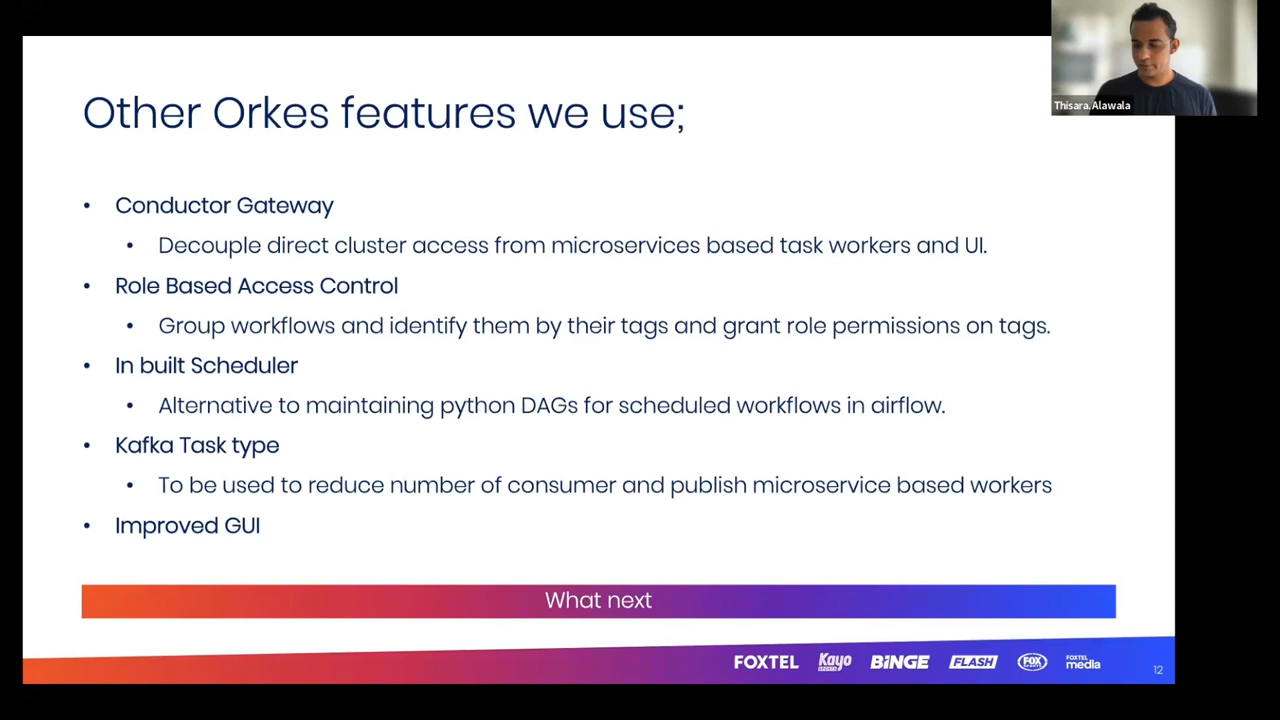 Thisara. Alawala
Other Orkes features we use;
• Conductor Gateway
• Decouple direct cluster access from microservices based task workers and UI.
• Role Based Access Control
• Group workflows and identify them by their tags and grant role permissions on tags.
• In built Scheduler
• Alternative to maintaining python DAGs for scheduled workflows in airflow.
• Kafka Task type
• To be used to reduce number of consumer and publish microservice based workers
• Improved GUI
What next
FOXTEL Kayo SPORTS BINGE FLASH FOX SPORTS FOXTEL media
12